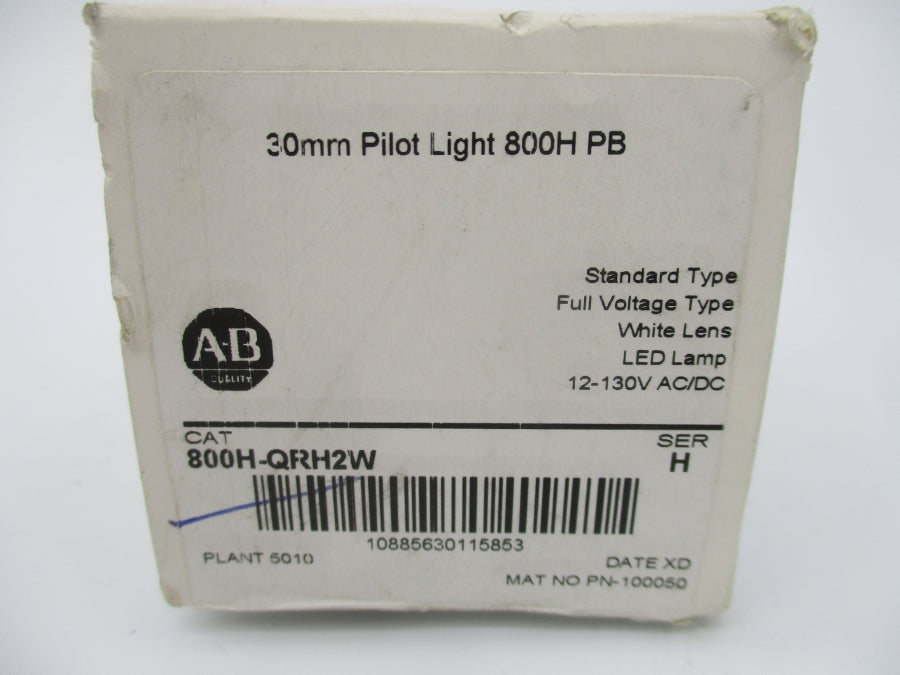 30mm Pilot Light 800H PB
Standard Type
Full Voltage Type
White Lens
LED Lamp
12-130V AC/DC
A-B
QUALITY
CAT
SER
800H-QRH2W
H
10885630115853
PLANT 5010
DATE XD
MAT NO PN-100050